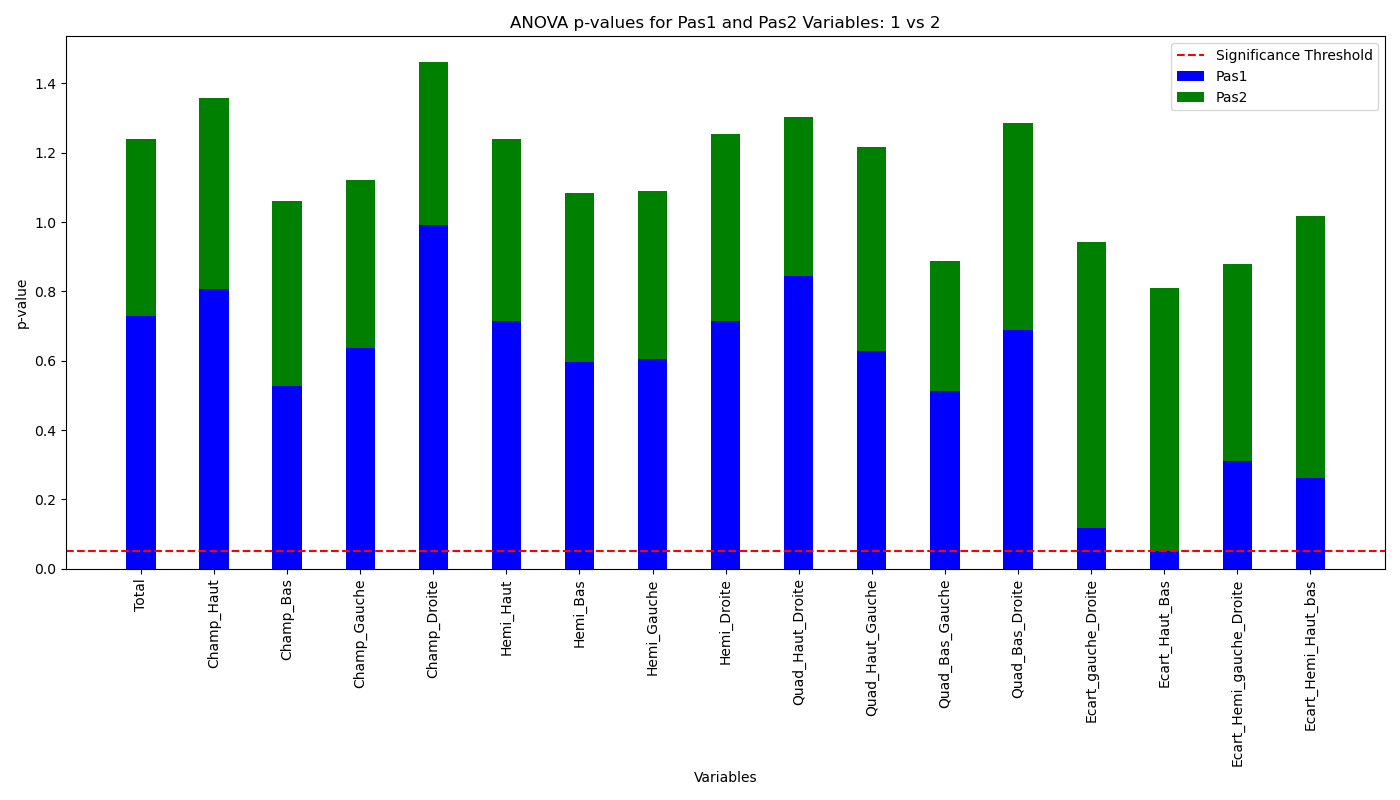 ANOVA p-values for Pas1 and Pas2 Variables: 1 vs 2
Significance Threshold
Pas1
Pas2
p-value
1.4
1.2
1.0
0.8
0.6
0.4
0.2
0.0
Total
Champ_Haut
Champ_Bas
Champ_Gauche
Champ_Droite
Hemi_Haut
Hemi_Bas
Hemi_Gauche
Hemi_Droite
Quad_Haut_Droite
Quad_Haut_Gauche
Quad_Bas_Gauche
Quad_Bas_Droite
Ecart_gauche_Droite
Ecart_Haut_Bas
Ecart_Hemi_gauche_Droite
Ecart_Hemi_Haut_bas
Variables